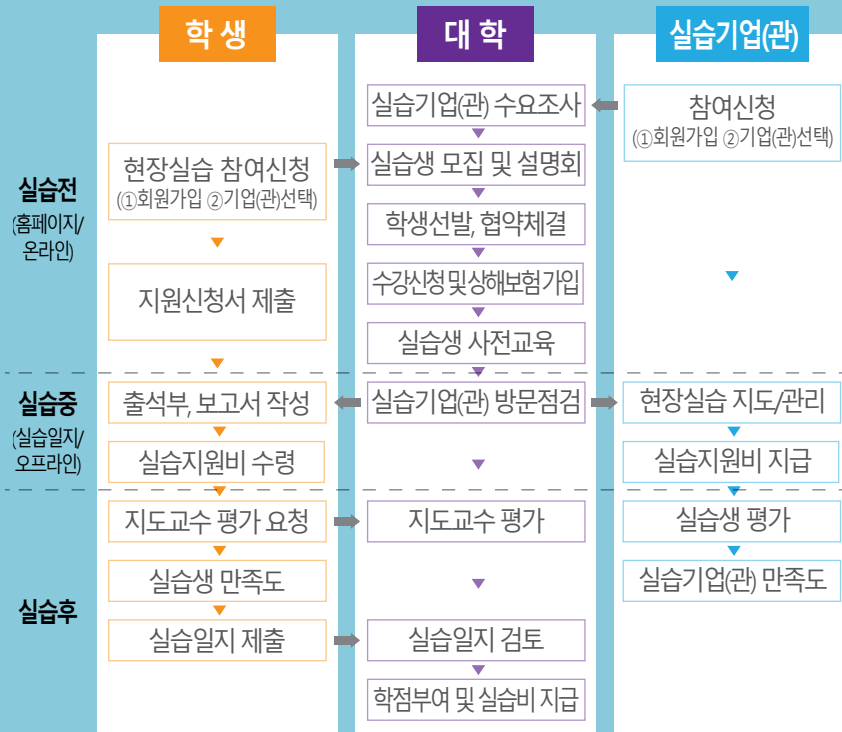 학생
대학
실습기업(관)
실습전
(홈페이지/
온라인)
현장실습 참여신청
(①회원가입 ②기업(관)선택)
지원신청서 제출
실습기업(관) 수요조사
실습생 모집 및 설명회
학생선발, 협약체결
수강신청 및 상해보험 가입
실습생 사전교육
참여신청
(①회원가입 ②기업(관)선택)
실습중
(실습일지/
오프라인)
출석부, 보고서 작성
실습지원비 수령
실습기업(관) 방문점검
현장실습 지도/관리
실습지원비 지급
실습후
지도교수 평가 요청
실습생 만족도
실습일지 제출
지도교수 평가
실습일지 검토
학점부여 및 실습비 지급
실습생 평가
실습기업(관) 만족도